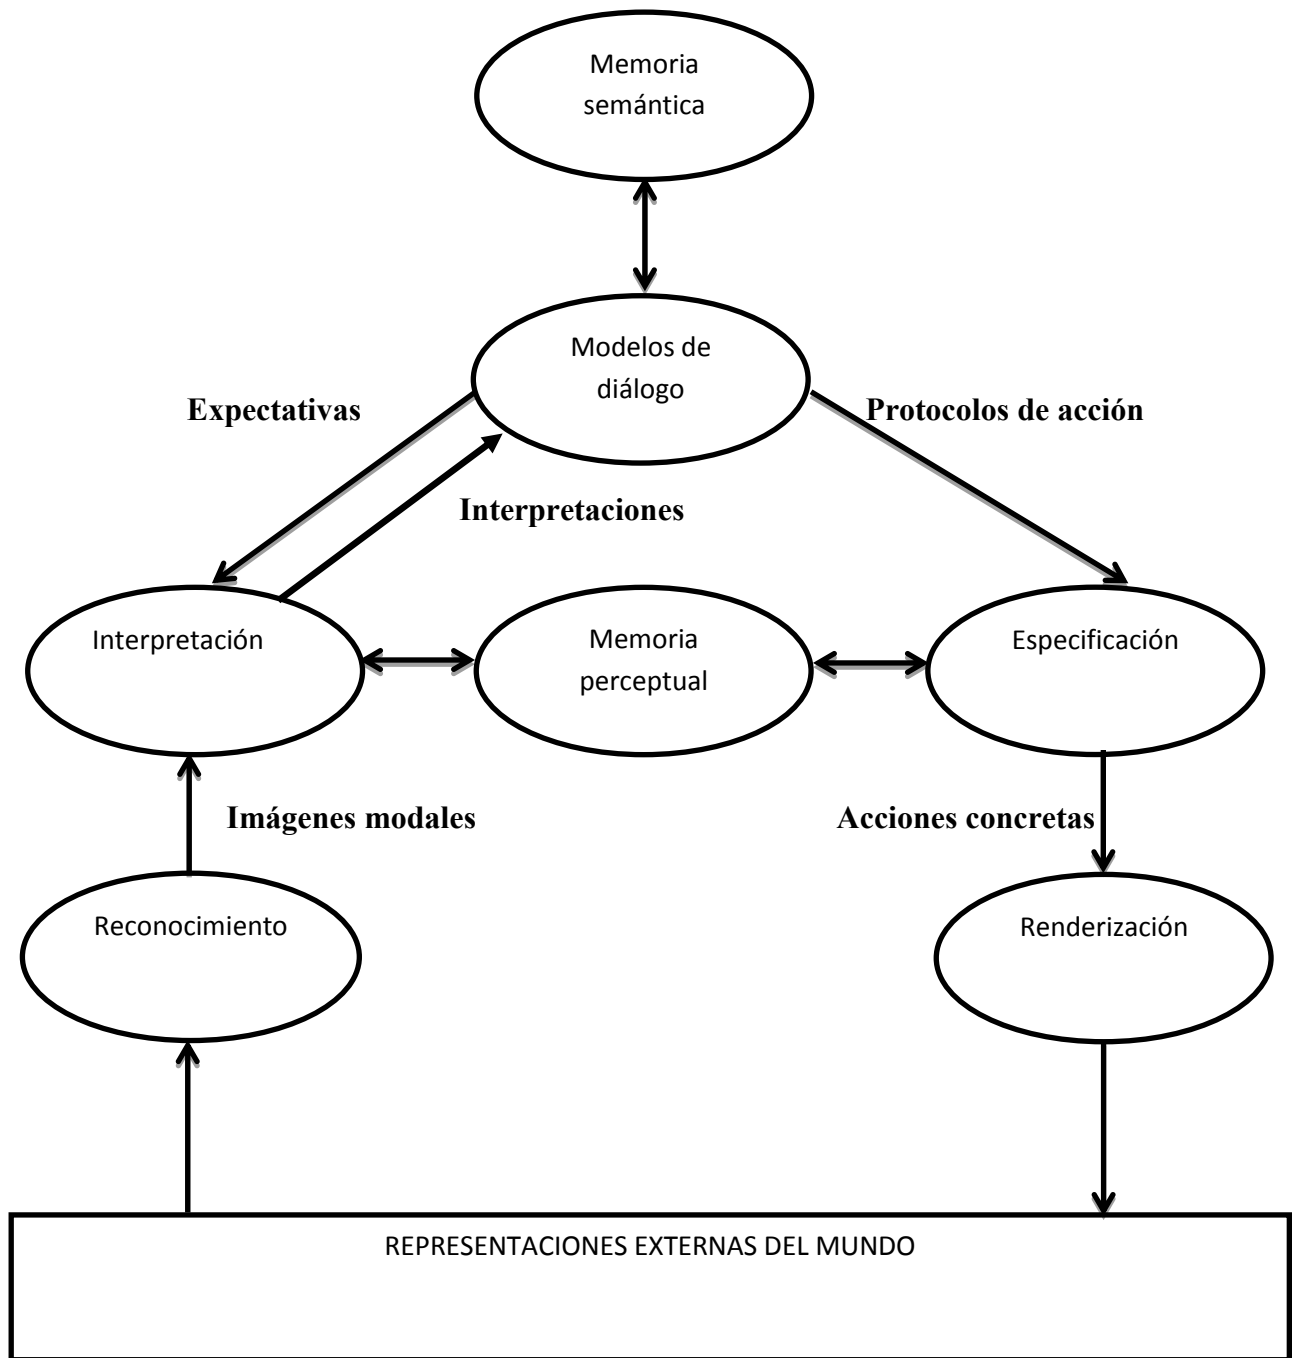 Memoria
semántica
Modelos de
diálogo
Expectativas
Protocolos de acción
Interpretaciones
Interpretación
Memoria
perceptual
Especificación
Imágenes modales
Acciones concretas
Reconocimiento
Renderización
REPRESENTACIONES EXTERNAS DEL MUNDO